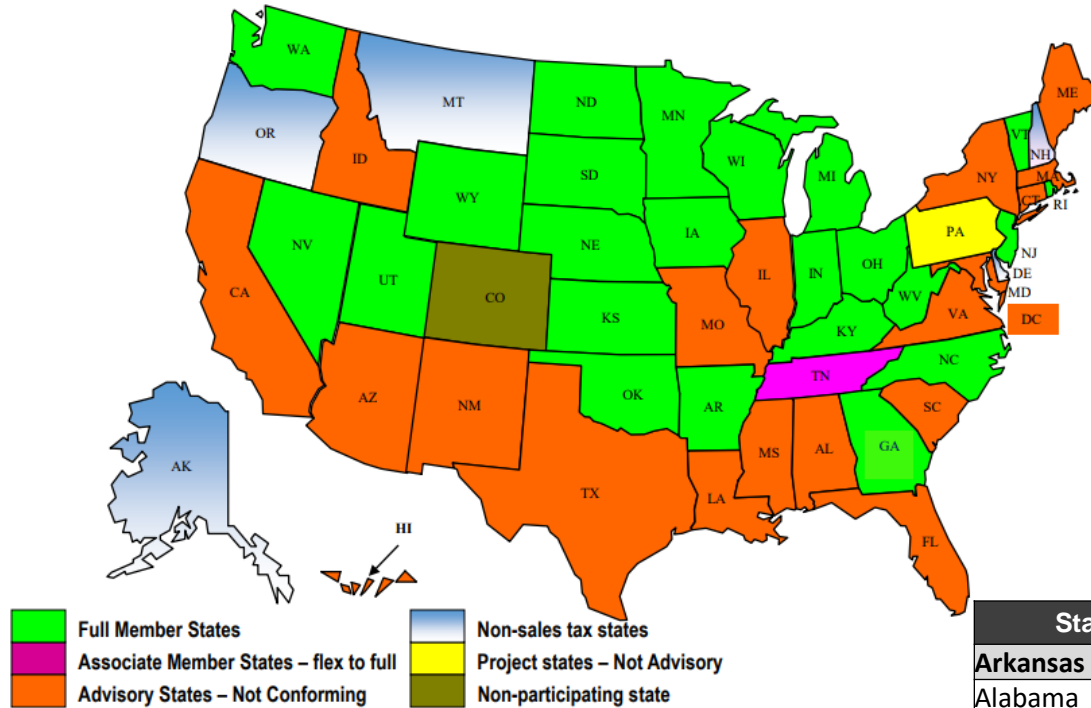 WA
MT
ND
MN
ME
VT
NH
OR
ID
SD
WI
MI
NY
MA
CT
RI
WY
IA
NE
PA
NJ
NV
UT
IL
IN
OH
DE
MD
CA
CO
KS
MO
WV
VA
DC
KY
NC
TN
AZ
NM
OK
AR
SC
MS
AL
GA
AK
TX
LA
FL
HI
Full Member States
Associate Member States – flex to full
Advisory States – Not Conforming
Non-sales tax states
Project states – Not Advisory
Non-participating state
Sta
Arkansas
Alabama